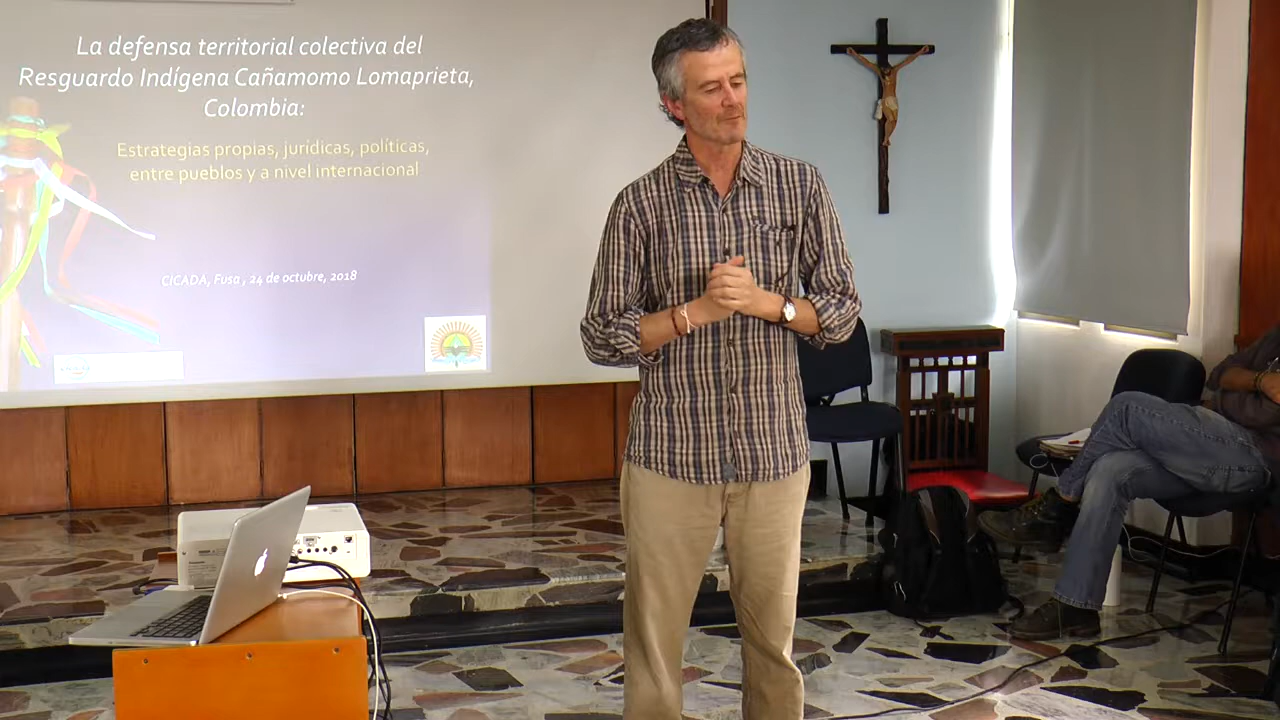 La defensa territorial colectiva del
Resguardo Indígena Cañamomo Lomaprieta,
Colombia:
Estrategias propias, jurídicas, políticas,
entre pueblos y a nivel internacional
CICADA, Fusa , 24 de octubre, 2018